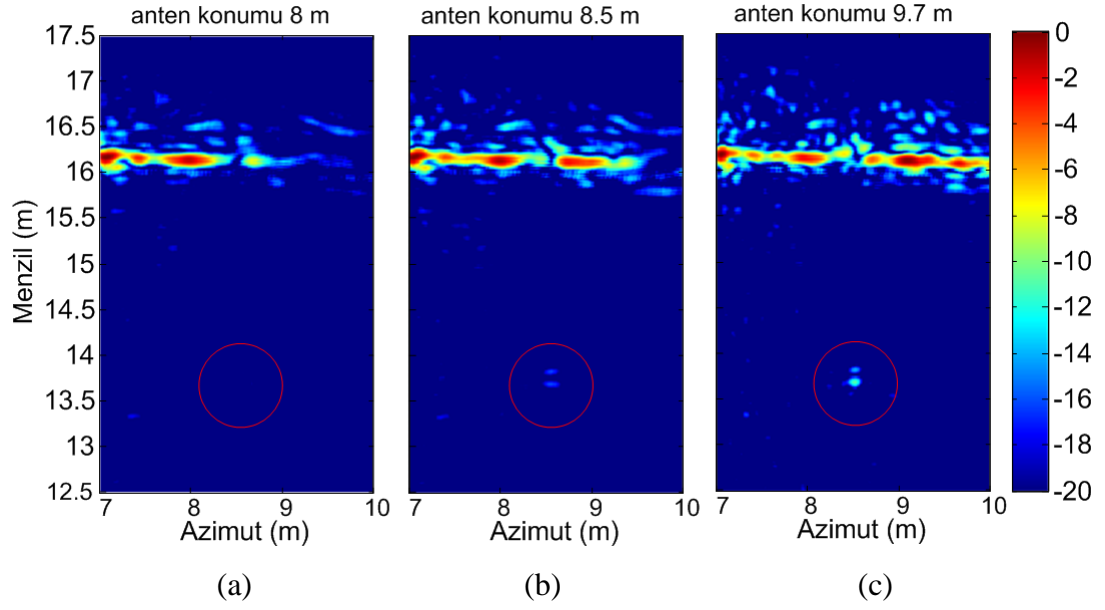 anten konumu 8 m
anten konumu 8.5 m
anten konumu 9.7 m
17.5
17
16.5
16
15.5
15
14.5
14
13.5
13
12.5
Menzil (m)
7 8 9 10
7 8 9 10
7 8 9 10
Azimut (m)
Azimut (m)
Azimut (m)
0
-2
-4
-6
-8
-10
-12
-14
-16
-18
-20
(a)
(b)
(c)